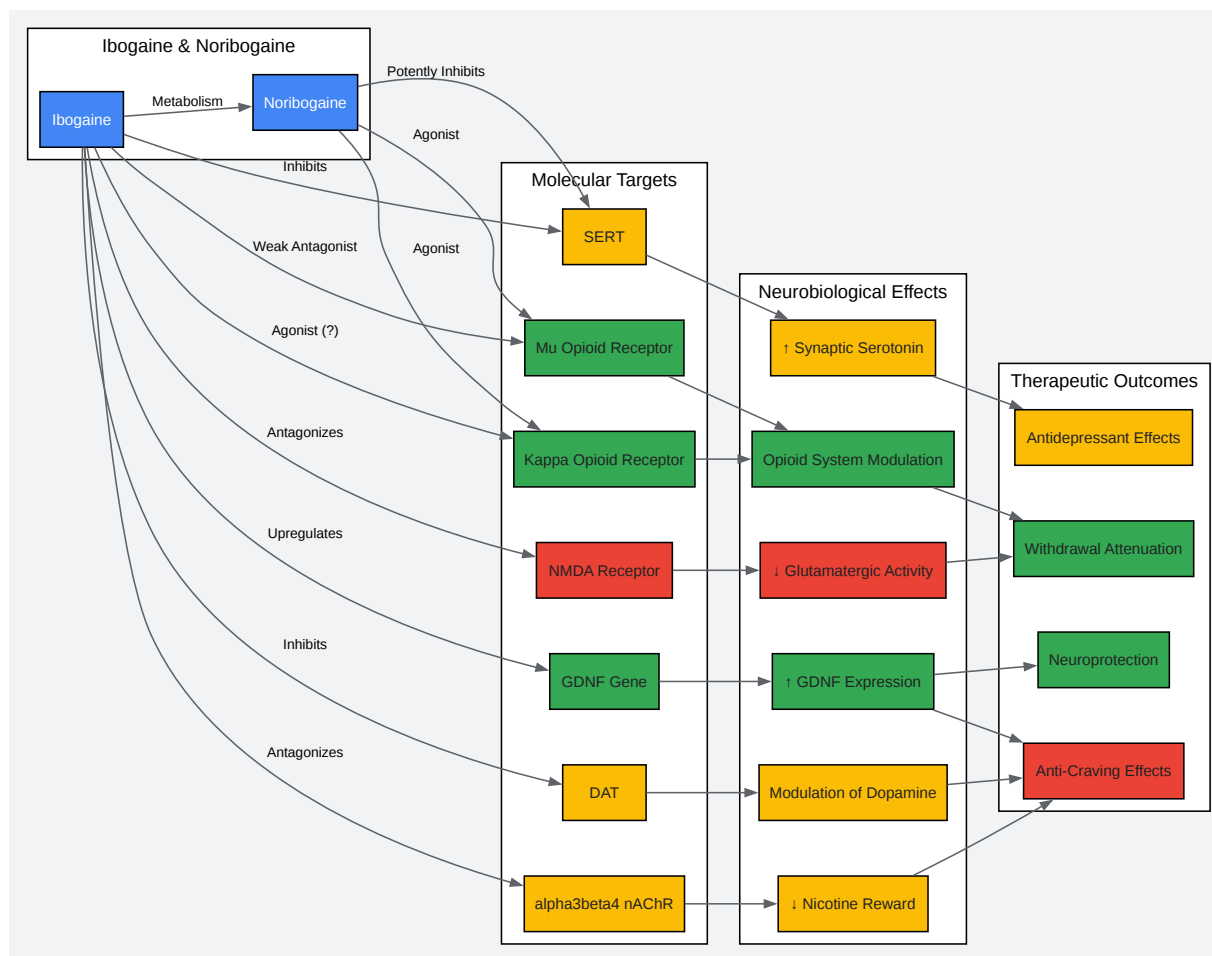 Ibogaine & Noribogaine
Ibogaine
Metabolism
Noribogaine
Potently Inhibits
Agonist
Inhibits
Weak Antagonist
Agonist
Agonist (?)
Antagonizes
Upregulates
Inhibits
Antagonizes
Molecular Targets
SERT
Mu Opioid Receptor
Kappa Opioid Receptor
NMDA Receptor
GDNF Gene
DAT
alpha3beta4 nAChR
Neurobiological Effects
↑ Synaptic Serotonin
Opioid System Modulation
↓ Glutamatergic Activity
↑ GDNF Expression
Modulation of Dopamine
↓ Nicotine Reward
Therapeutic Outcomes
Antidepressant Effects
Withdrawal Attenuation
Neuroprotection
Anti-Craving Effects